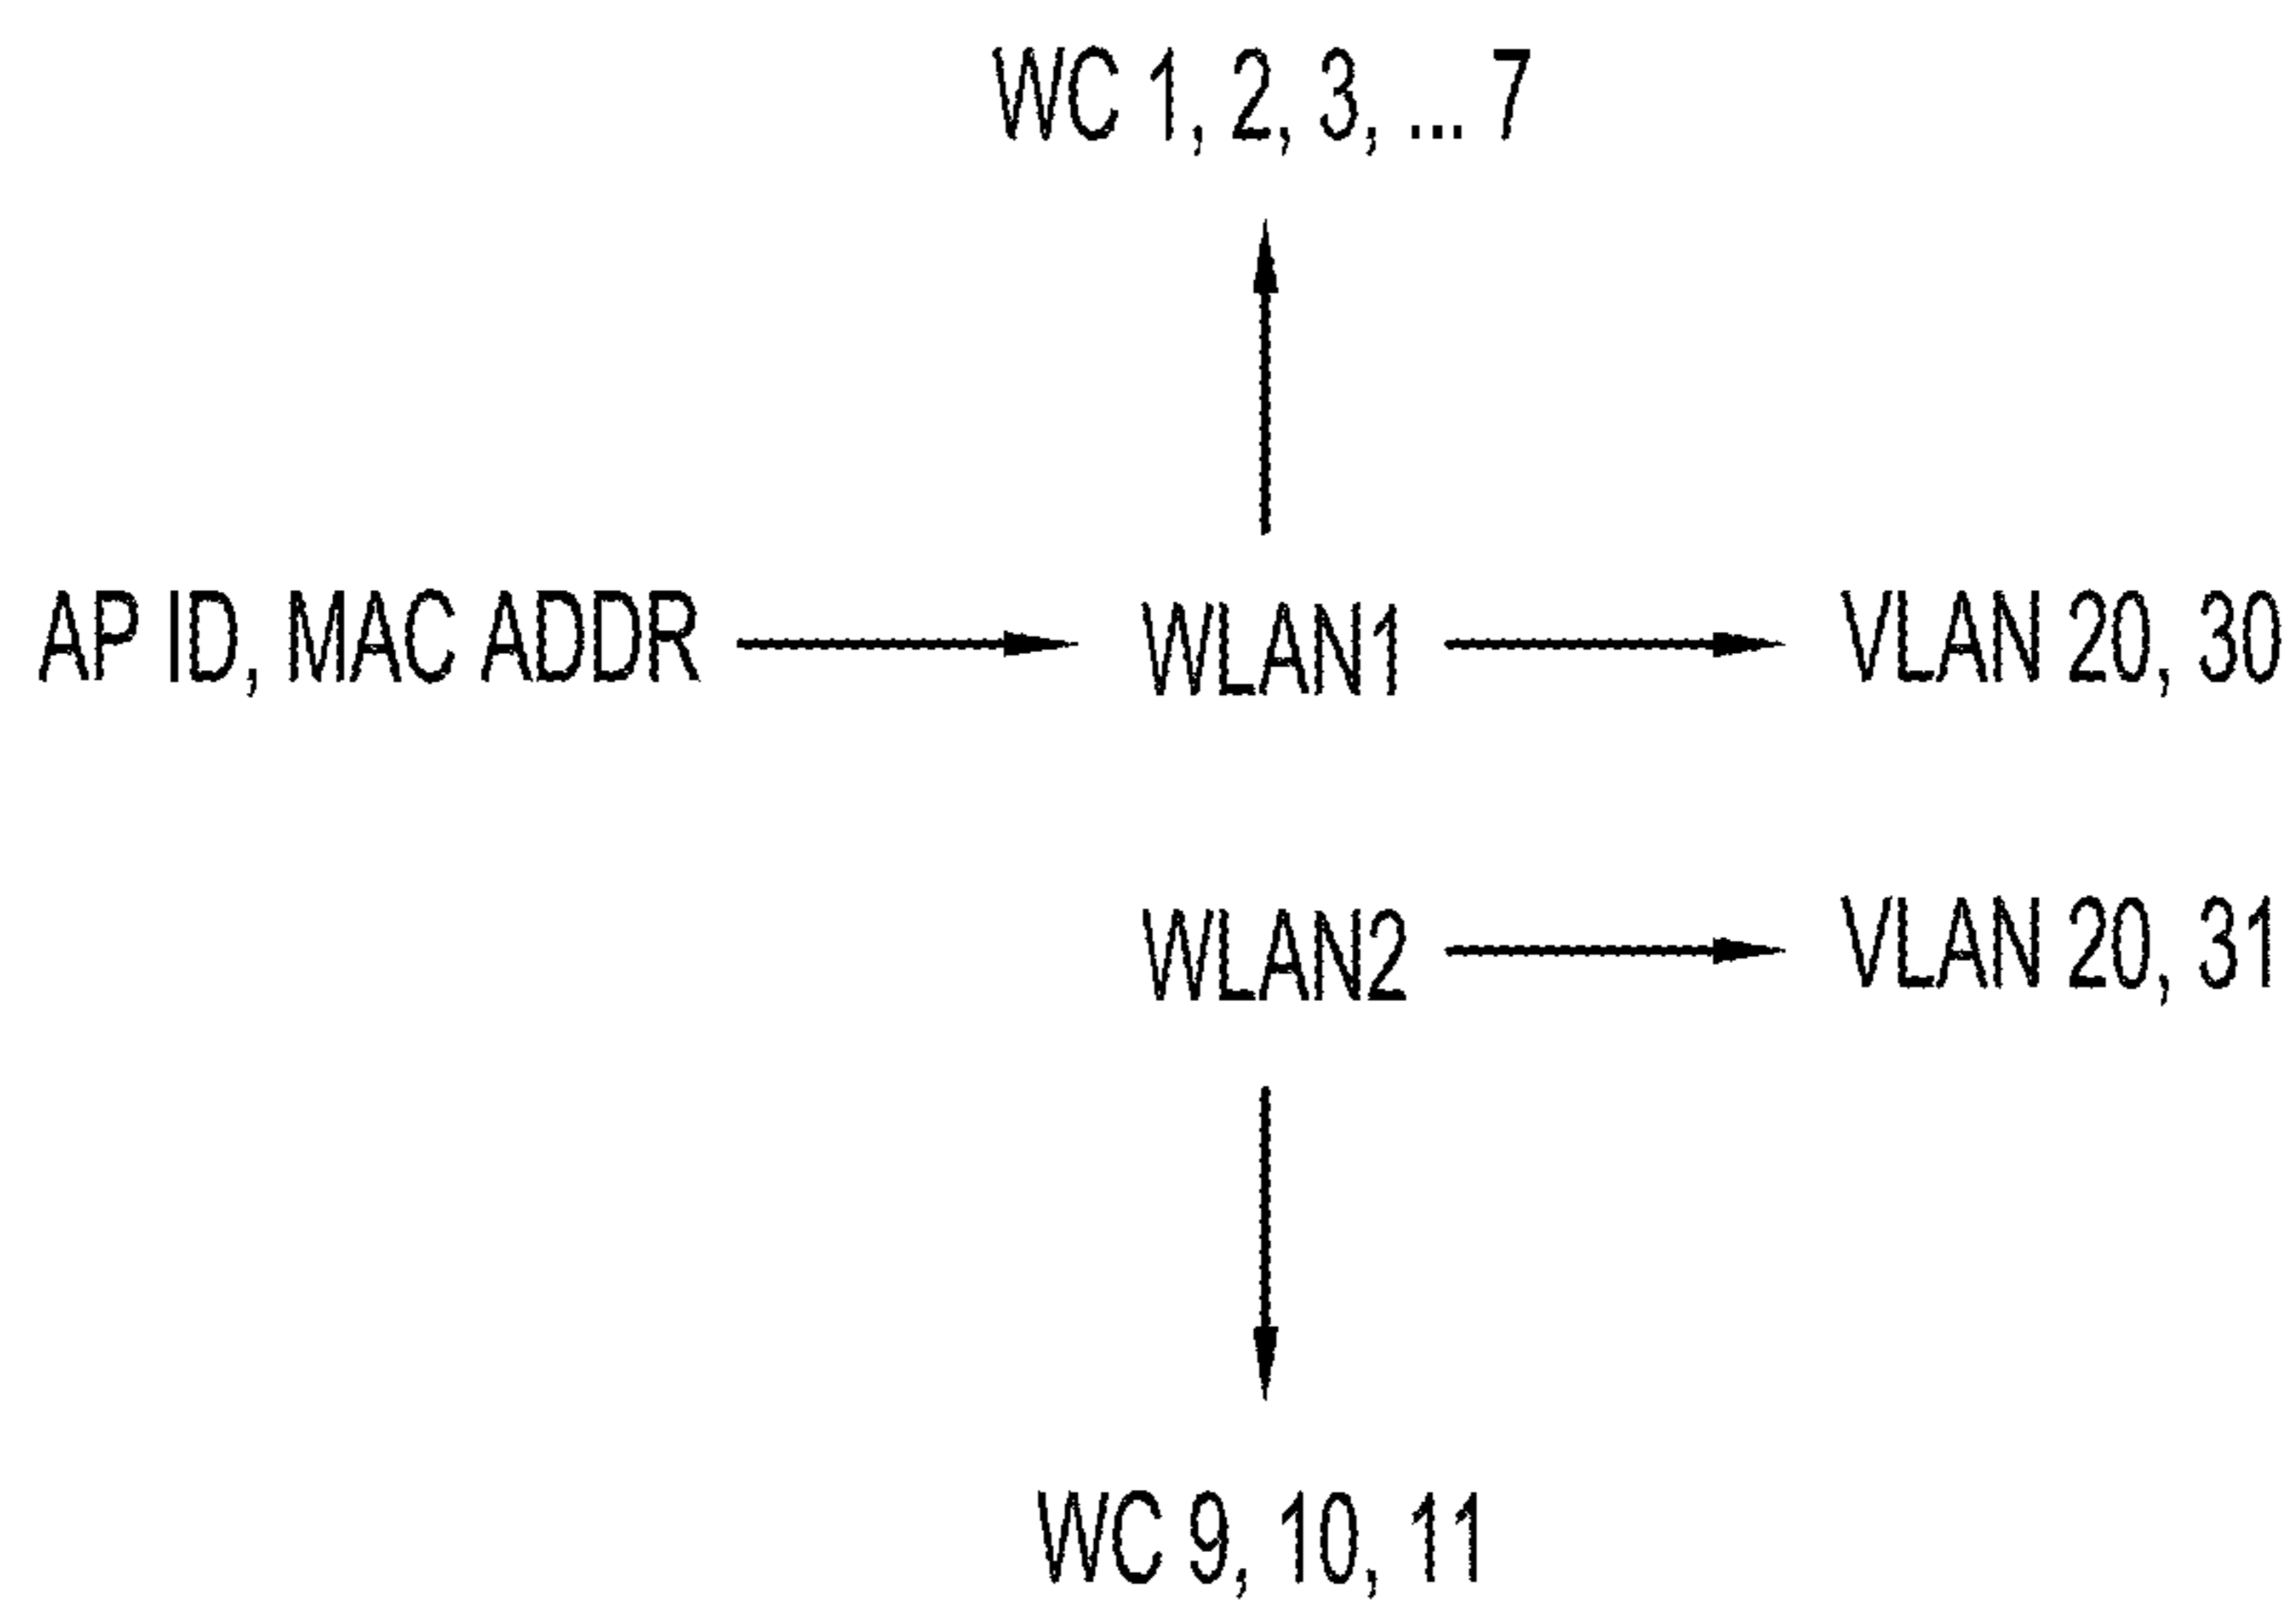 WC 1, 2, 3, ... 7
AP ID, MAC ADDR
WLAN1
VLAN 20, 30
WLAN2
VLAN 20, 31
WC 9, 10, 11